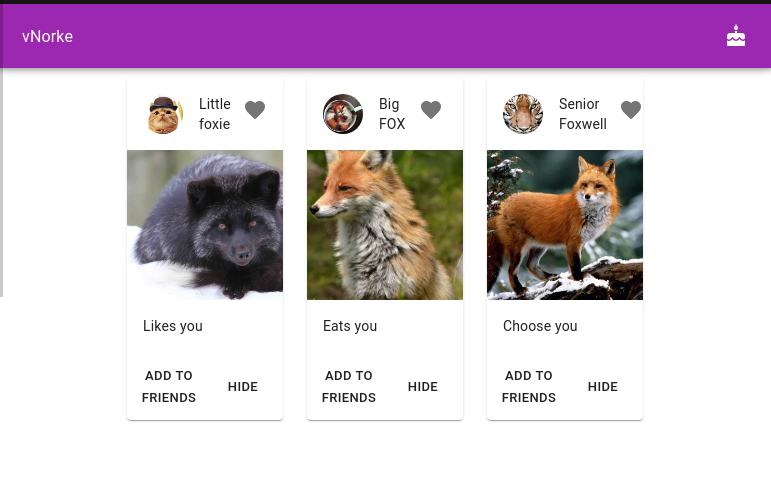 vNorke
Little
foxie
Big
FOX
Senior
Foxwell
Likes you
Eats you
Choose you
ADD TO
FRIENDS
HIDE
ADD TO
FRIENDS
HIDE
ADD TO
FRIENDS
HIDE